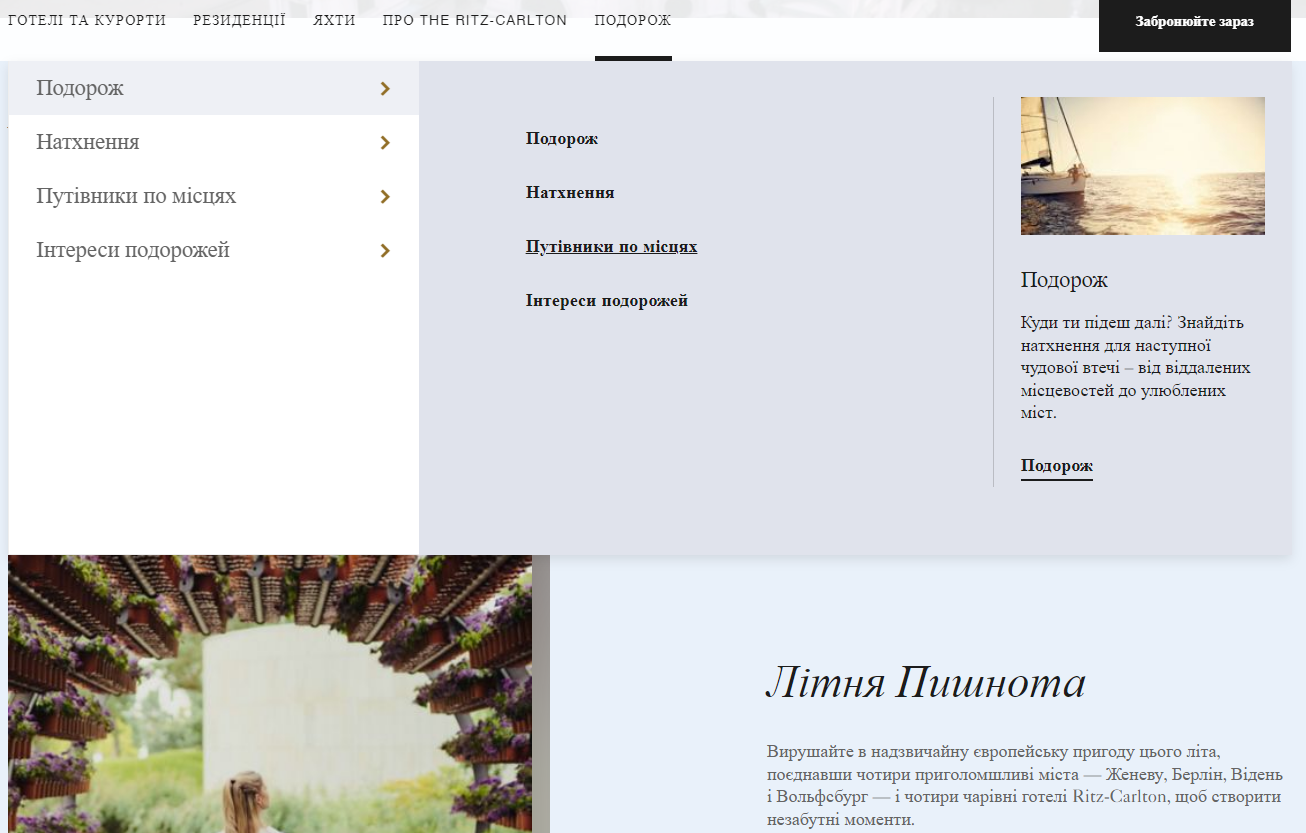 ГОТЕЛІ ТА КУРОРТИ РЕЗИДЕНЦІЇ ЯХТИ ПРО THE RITZ-CARLTON ПОДОРОЖ Забронюйте зараз
Подорож
Натхнення
Путівники по місцях
Інтереси подорожей
Подорож
Натхнення
Путівники по місцях
Інтереси подорожей
Подорож
Куди ти підеш далі? Знайдіть
натхнення для наступної
чудової втечі – від віддалених
місцевостей до улюблених
міст.
Подорож
Літня Пишнота
Вирушайте в надзвичайну європейську пригоду цього літа,
поєднавши чотири приголомшливі міста — Женеву, Берлін, Відень
і Вольфсбург — і чотири чарівні готелі Ritz-Carlton, щоб створити
незабутні моменти.